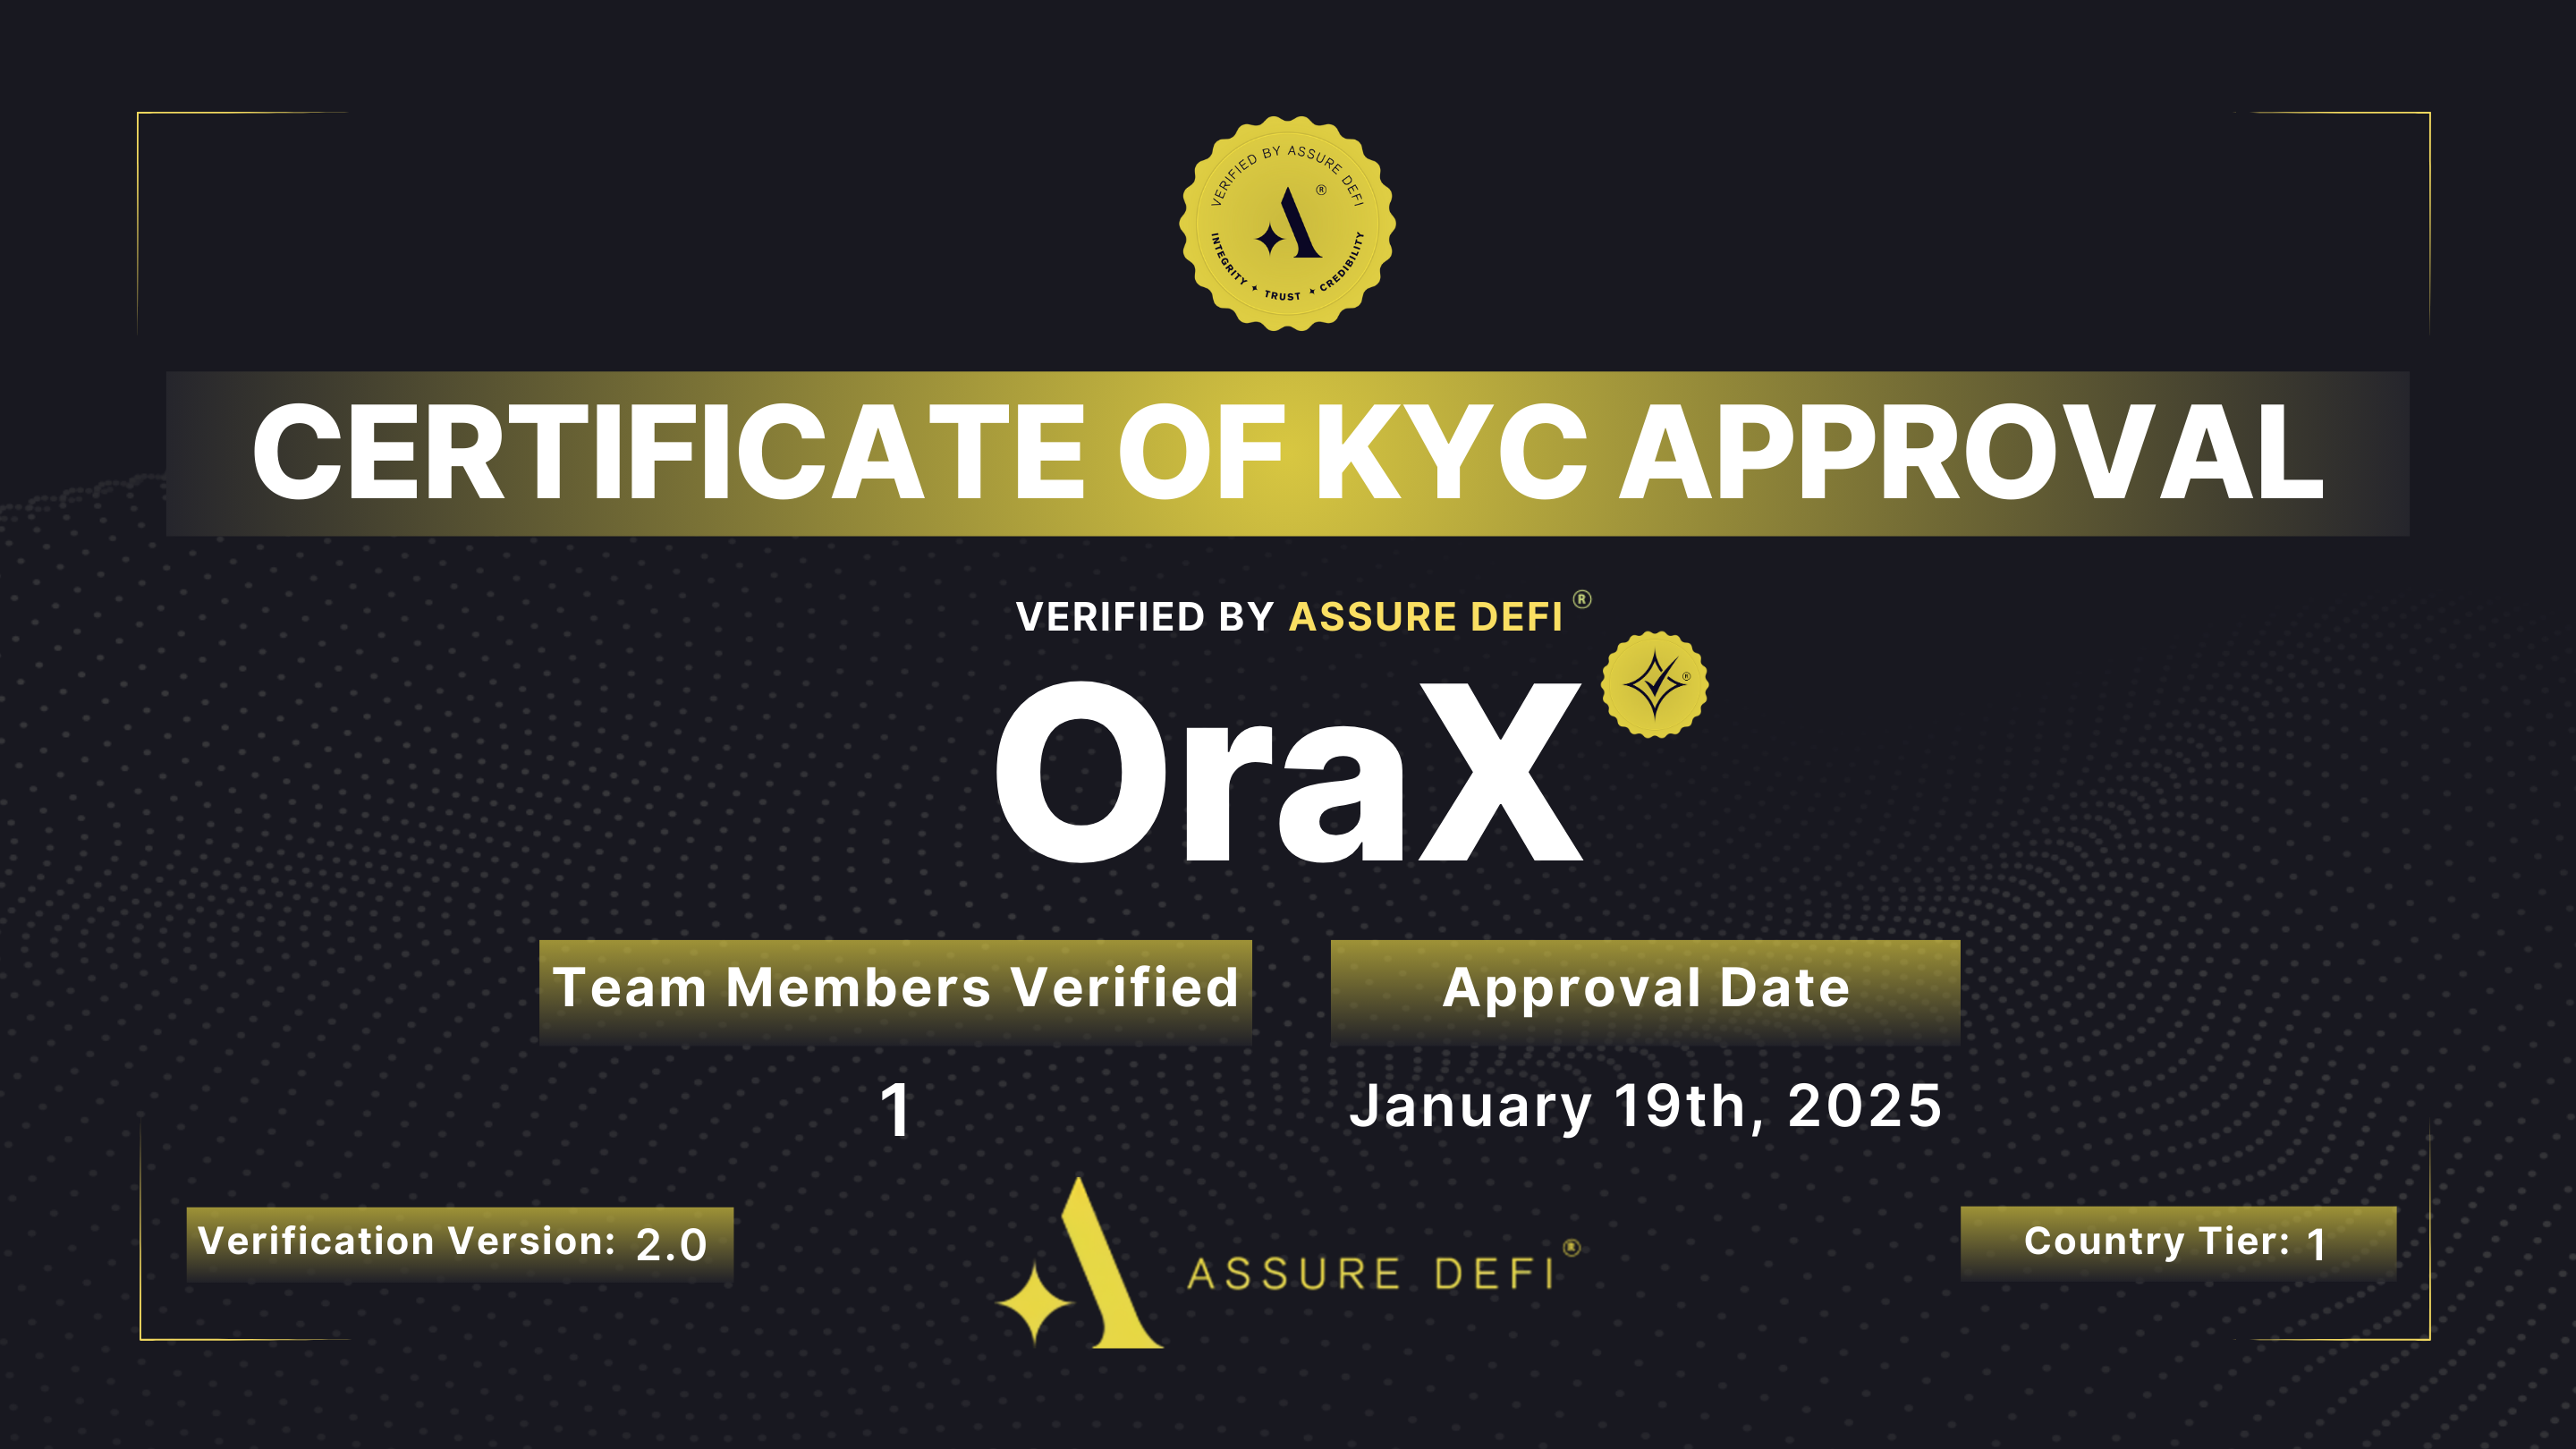 VERIFIED BY ASSURE DEFI
A ®
INTEGRITY ✦ TRUST ✦ CREDIBILITY
CERTIFICATE OF KYC APPROVAL
VERIFIED BY ASSURE DEFI ®
OraX
®
Team Members Verified
1
Approval Date
January 19th, 2025
Verification Version: 2.0
A ASSURE DEFI ®
Country Tier: 1